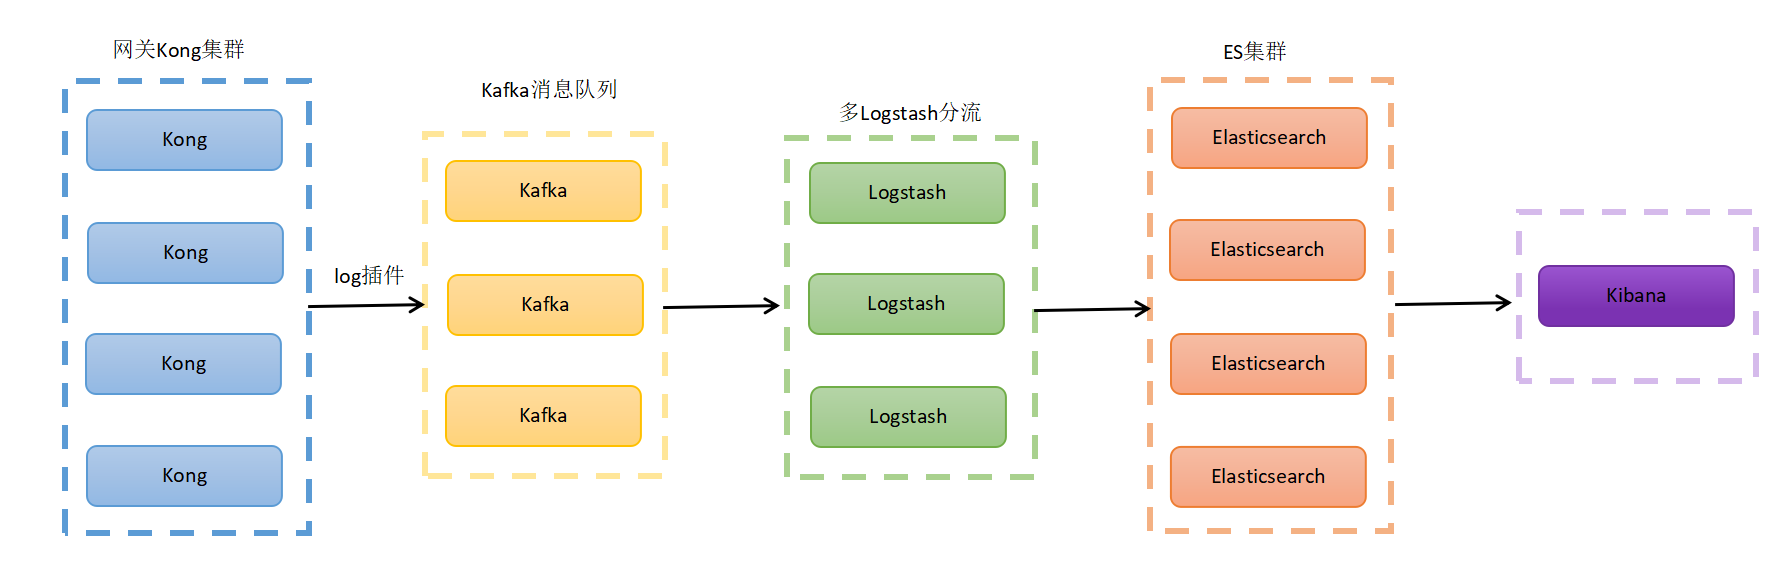 网关Kong集群
Kong
Kong
Kong
Kong
log插件
Kafka消息队列
Kafka
Kafka
Kafka
多Logstash分流
Logstash
Logstash
Logstash
ES集群
Elasticsearch
Elasticsearch
Elasticsearch
Elasticsearch
Kibana